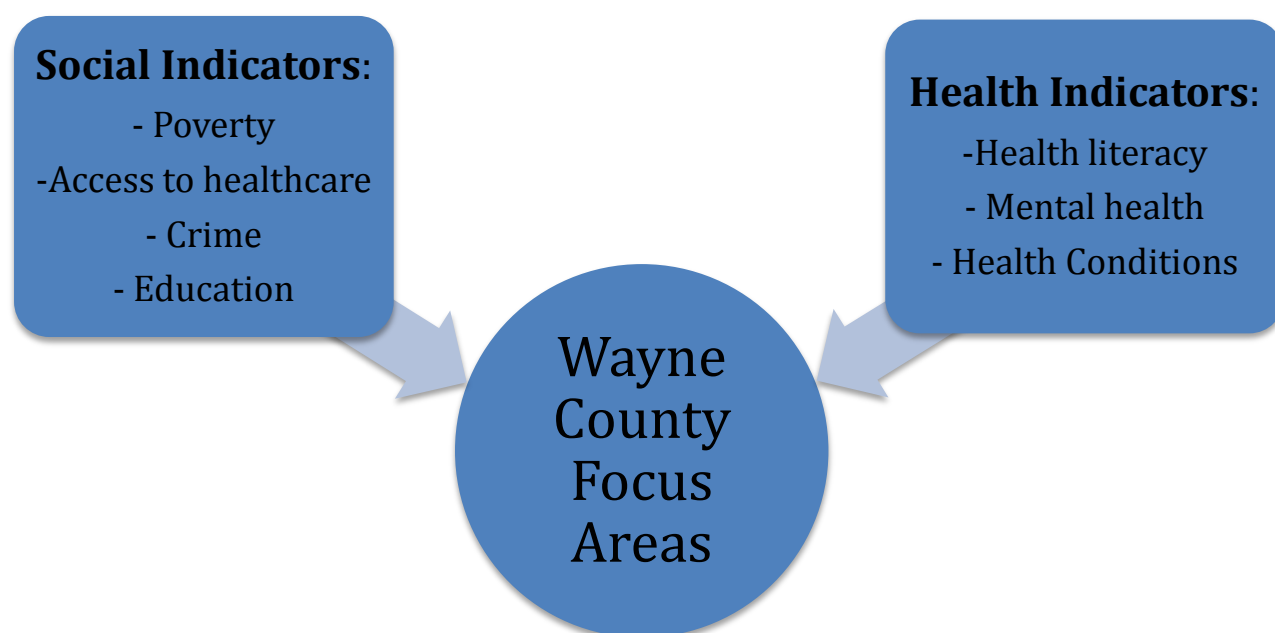 Social Indicators:
- Poverty
-Access to healthcare
- Crime
- Education
Health Indicators:
-Health literacy
- Mental health
- Health Conditions
Wayne
County
Focus
Areas